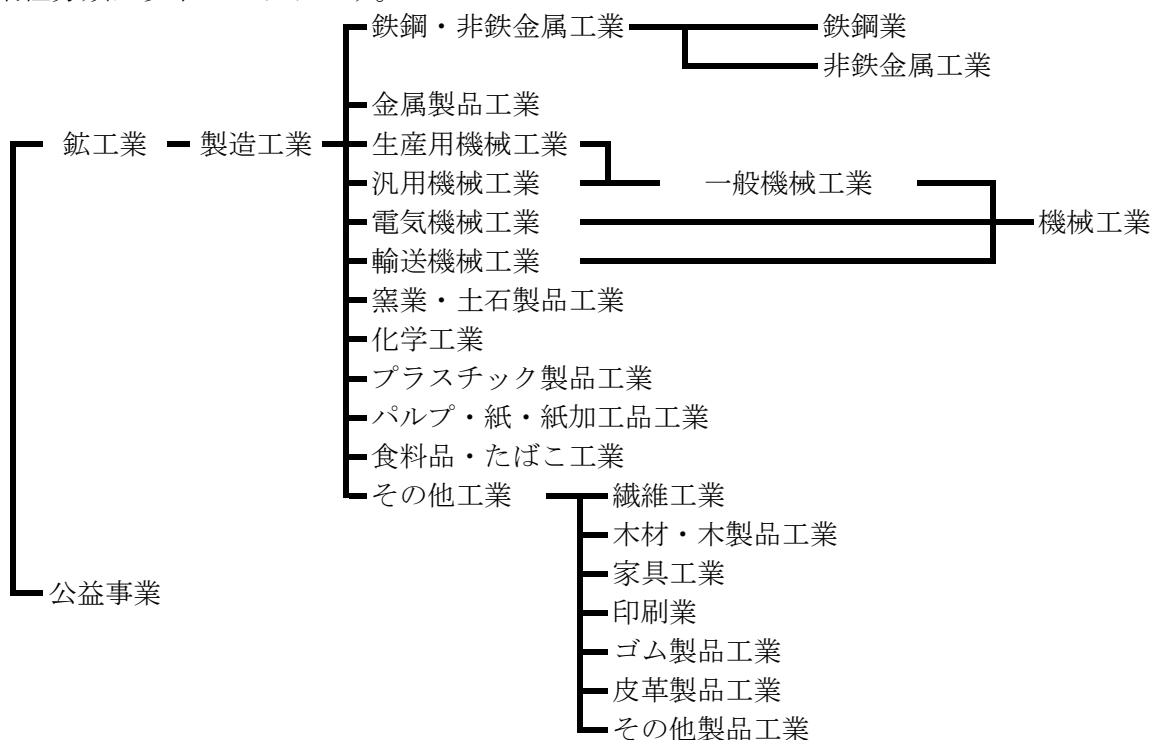 鉄鋼・非鉄金属工業 鉄鋼業
非鉄金属工業
金属製品工業
鉱工業 製造工業 生産用機械工業
汎用機械工業 一般機械工業
電気機械工業 機械工業
輸送機械工業
窯業・土石製品工業
化学工業
プラスチック製品工業
パルプ・紙・紙加工品工業
食料品・たばこ工業
その他工業 繊維工業
木材・木製品工業
家具工業
公益事業
印刷業
ゴム製品工業
皮革製品工業
その他製品工業